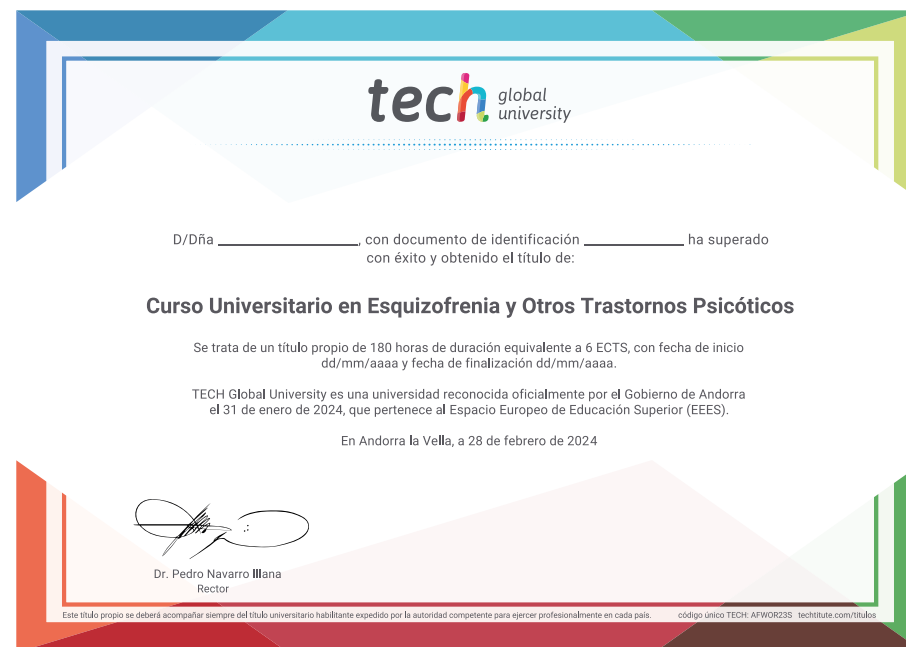 tech global university
D/Dña ______________, con documento de identificación __________ ha superado
con éxito y obtenido el título de:
Curso Universitario en Esquizofrenia y Otros Trastornos Psicóticos
Se trata de un título propio de 180 horas de duración equivalente a 6 ECTS, con fecha de inicio
dd/mm/aaaa y fecha de finalización dd/mm/aaaa.
TECH Global University es una universidad reconocida oficialmente por el Gobierno de Andorra
el 31 de enero de 2024, que pertenece al Espacio Europeo de Educación Superior (EEES).
En Andorra la Vella, a 28 de febrero de 2024
Dr. Pedro Navarro Illana
Rector
Este título propio se deberá acompañar siempre del título universitario habilitante expedido por la autoridad competente para ejercer profesionalmente en cada país. código único TECH: AFWOR23S techtitute.com/titulos